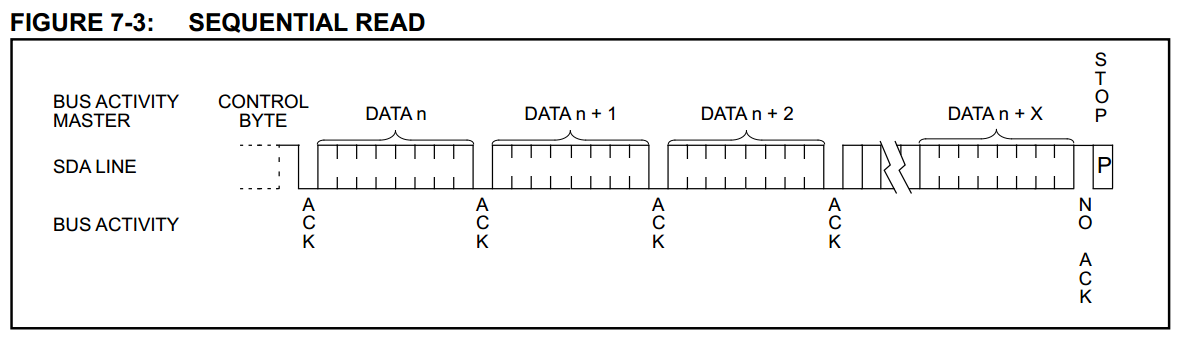 FIGURE 7-3: SEQUENTIAL READ
BUS ACTIVITY
MASTER
CONTROL
BYTE
DATA n
DATA n + 1
DATA n + 2
DATA n + X
STOP
SDA LINE
P
BUS ACTIVITY
ACK
ACK
ACK
ACK
NO ACK